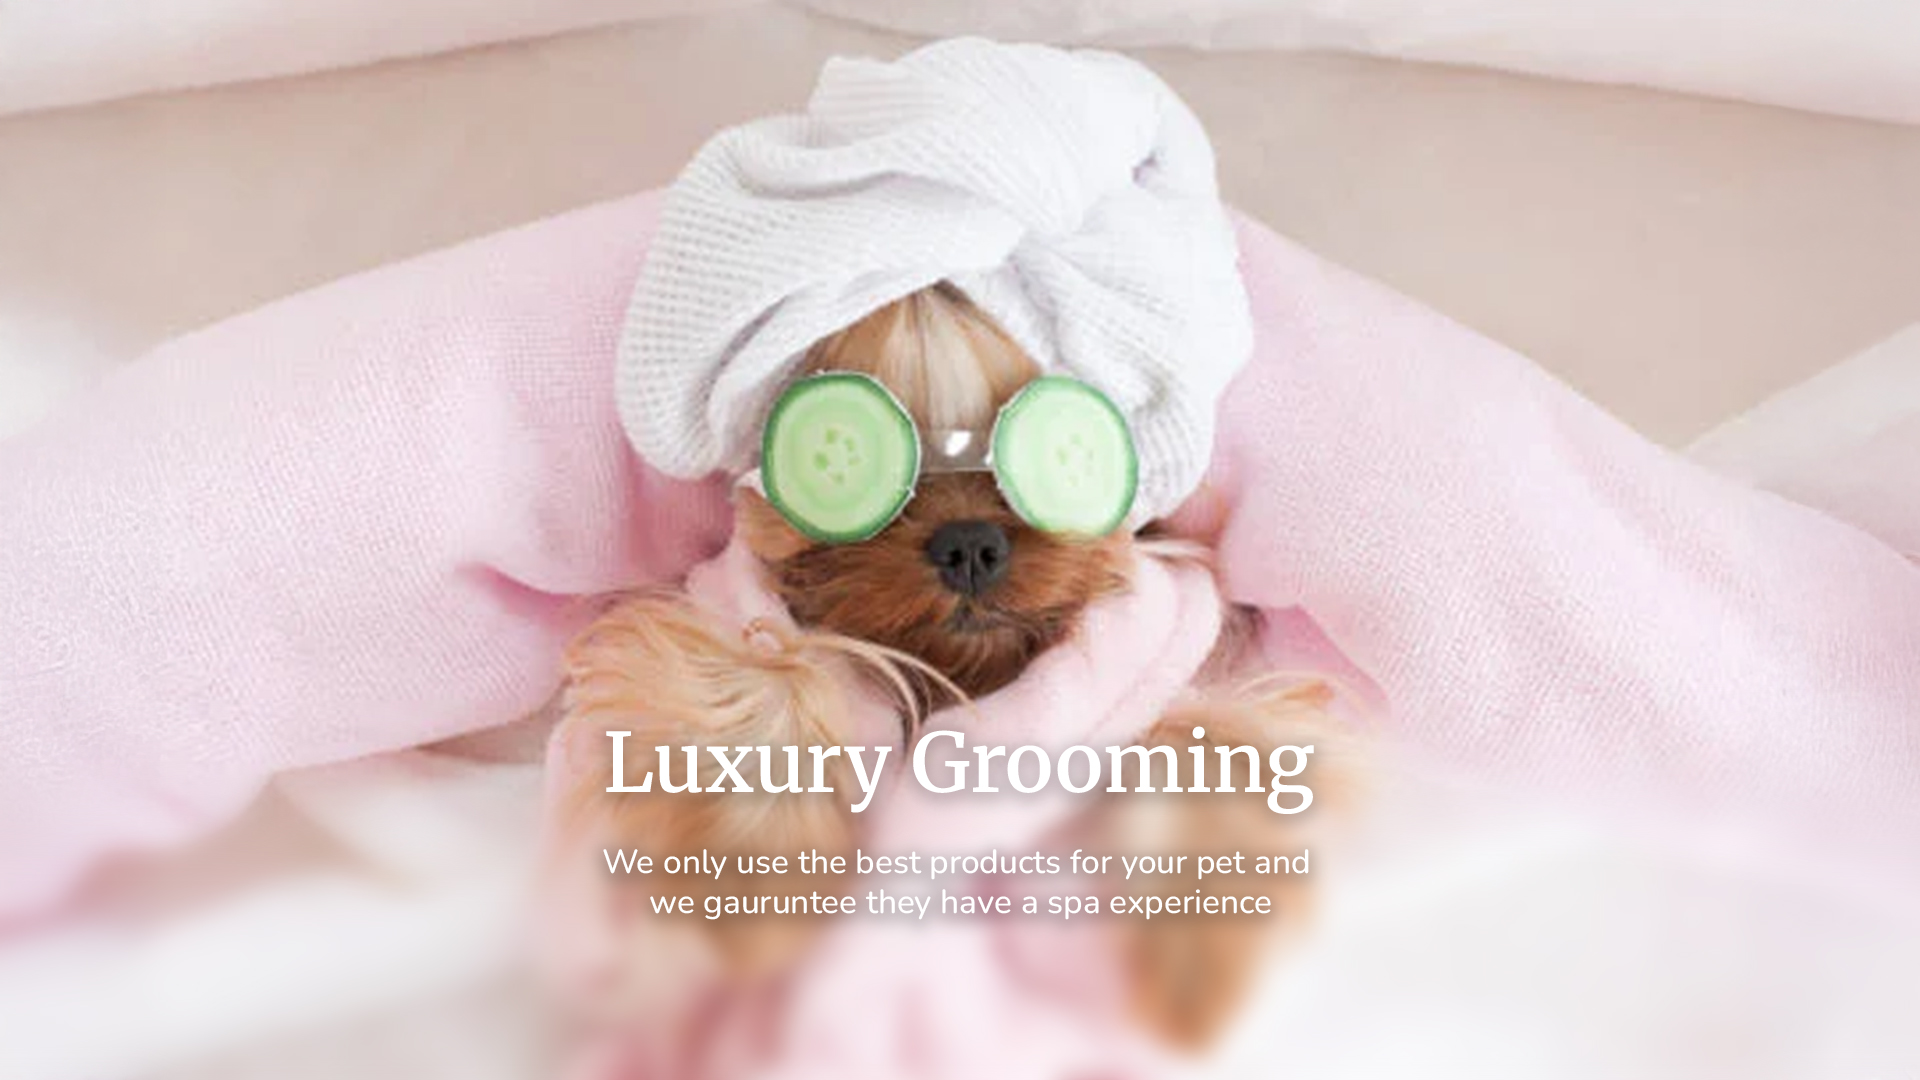 Luxury Grooming
We only use the best products for your pet and
we gauruntee they have a spa experience